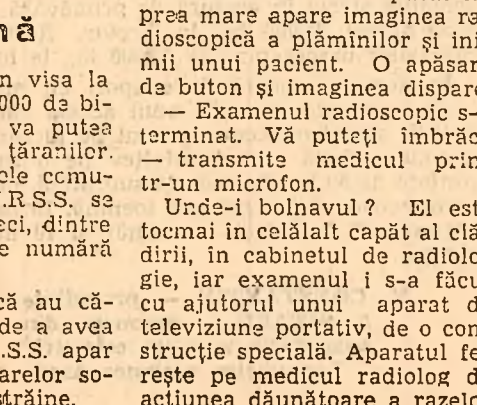 nă
n visa la
000 de bi-
va putea
țăranilor.
ele comu-
.R.S.S. se
eci, dintre
e numără
că au că-
de a avea
.S.S. apar
arelor so-
străine.
prea mare apare imaginea ra
dioscopică a plămînilor și ini
mii unui pacient. O apăsar
de buton și imaginea dispare
— Examenul radioscopic s-
terminat. Vă puteți îmbrăc
— transmite medicul prin
tr-un microfon.
Unde-i bolnavul? El est
tocmai în celălalt capăt al clă
dirii, în cabinetul de radiolo
gie, iar examenul i s-a făcu
cu ajutorul unui aparat d
televiziune portativ, de o con
strucție specială. Aparatul fe
rește pe medicul radiolog d
acțiunea dăunătoare a razelo